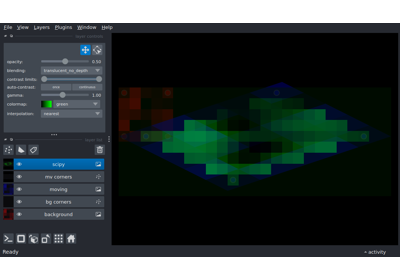 File View Layers Plugins Window Help
opacity: 0.50
blending: translucent_no_depth
contrast limits:
auto-contrast: once continuous
gamma: 1.00
colormap: green
interpolation: nearest
scipy
mv corners
moving
bg corners
background
Ready activity